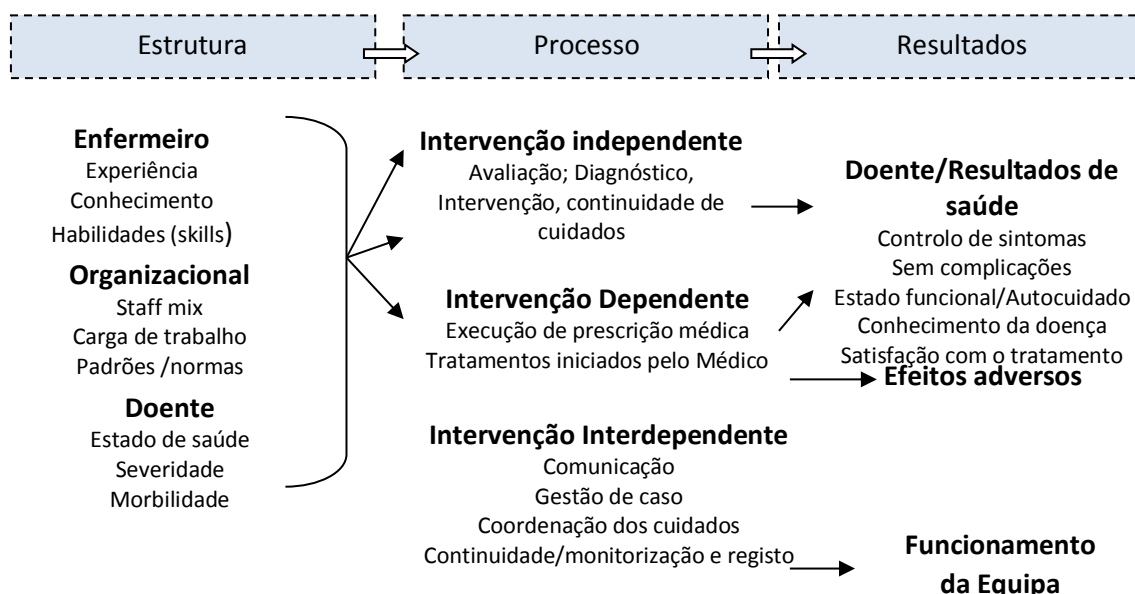 Estrutura
Processo
Resultados
Enfermeiro
Experiência
Conhecimento
Habilidades (skills)
Organizacional
Staff mix
Carga de trabalho
Padrões /normas
Doente
Estado de saúde
Severidade
Morbilidade
Intervenção independente
Avaliação; Diagnóstico,
Intervenção, continuidade de
cuidados
Intervenção Dependente
Execução de prescrição médica
Tratamentos iniciados pelo Médico
Intervenção Interdependente
Comunicação
Gestão de caso
Coordenação dos cuidados
Continuidade/monitorização e registo
Doente/Resultados de
saúde
Controlo de sintomas
Sem complicações
Estado funcional/Autocuidado
Conhecimento da doença
Satisfação com o tratamento
Efeitos adversos
Funcionamento
da Equipa